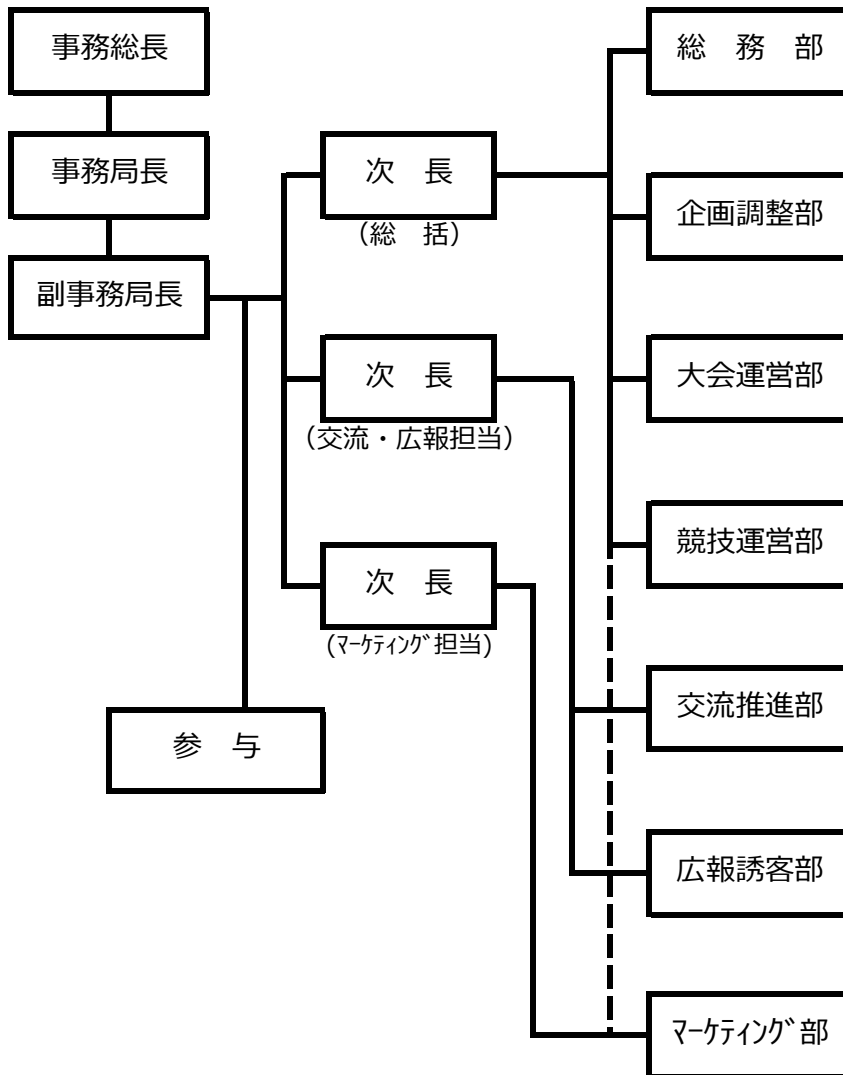 事務総長
事務局長
副事務局長
参　与
次　長
（総　括）
次　長
（交流・広報担当）
次　長
(ﾏｰｹﾃｨﾝｸﾞ担当)
総　務　部
企画調整部
大会運営部
競技運営部
交流推進部
広報誘客部
ﾏｰｹﾃｨﾝｸﾞ部